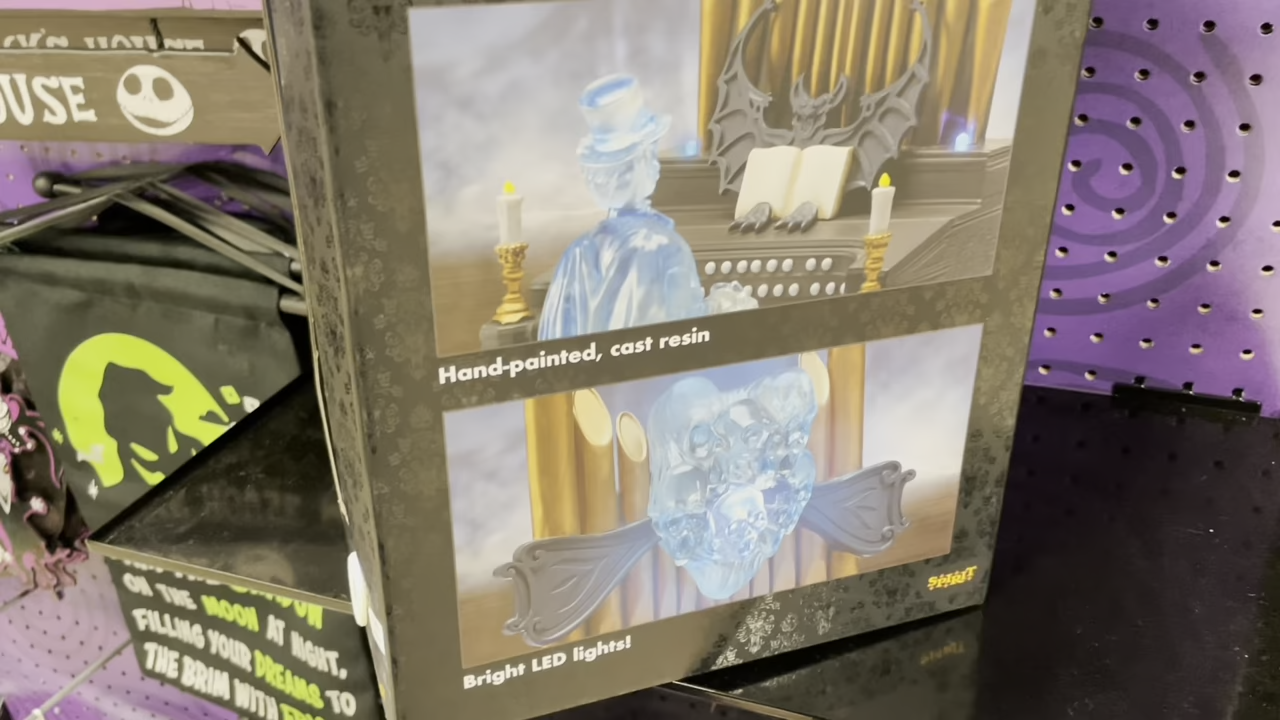 OUSE
Hand-painted, cast resin
Bright LED lights!
SPIRIT
ON THE MOON AT NIGHT,
FILLING YOUR DREAMS TO
THE BRIM WITH